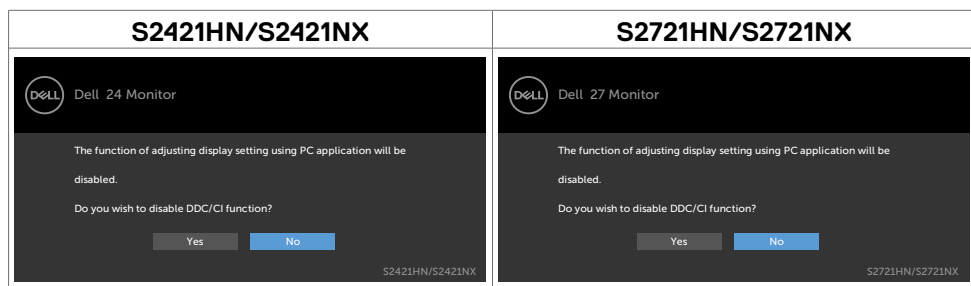 S2421HN/S2421NX
S2721HN/S2721NX
DELL
Dell 24 Monitor
The function of adjusting display setting using PC application will be
disabled.
Do you wish to disable DDC/CI function?
Yes
No
S2421HN/S2421NX
DELL
Dell 27 Monitor
The function of adjusting display setting using PC application will be
disabled.
Do you wish to disable DDC/CI function?
Yes
No
S2721HN/S2721NX